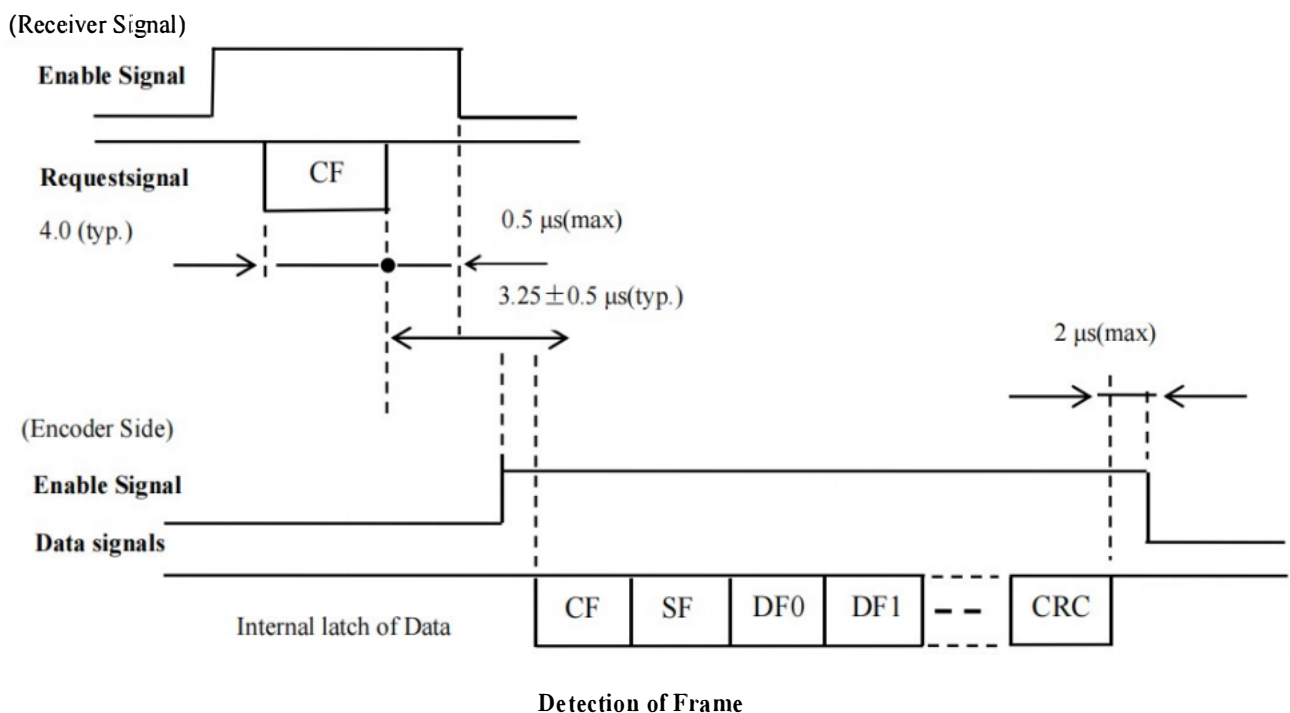 (Receiver Signal)
Enable Signal
Requestsignal
CF
4.0 (typ.)
0.5 μs(max)
3.25±0.5 μs(typ.)
2 μs(max)
(Encoder Side)
Enable Signal
Data signals
Internal latch of Data
CF SF DF0 DF1 -- CRC
Detection of Frame